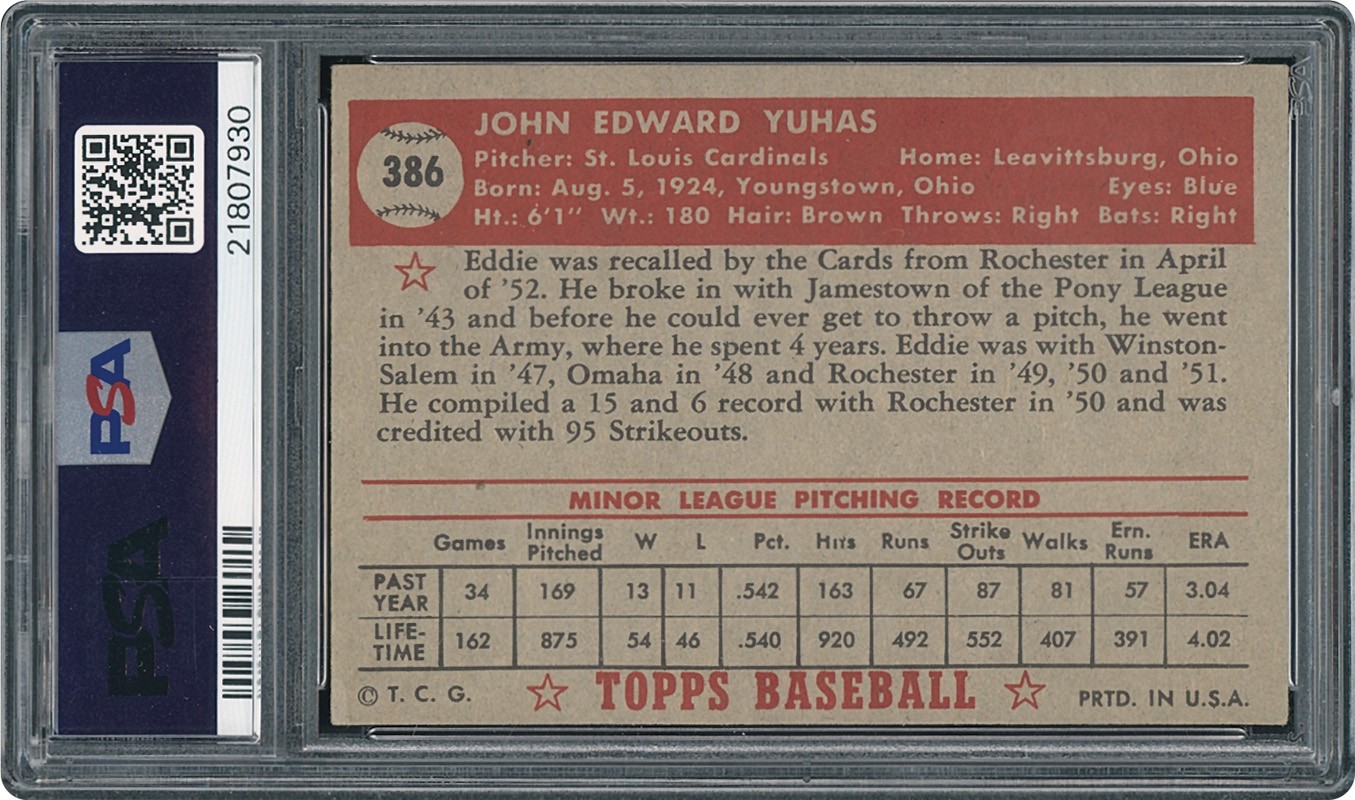 PSA
21807930
PSA
PSA
386
JOHN EDWARD YUHAS
Pitcher: St. Louis Cardinals Home: Leavittsburg, Ohio
Born: Aug. 5, 1924, Youngstown, Ohio Eyes: Blue
Ht.: 6'1" Wt.: 180 Hair: Brown Throws: Right Bats: Right
Eddie was recalled by the Cards from Rochester in April
of '52. He broke in with Jamestown of the Pony League
in '43 and before he could ever get to throw a pitch, he went
into the Army, where he spent 4 years. Eddie was with Winston-
Salem in '47, Omaha in '48 and Rochester in '49, '50 and '51.
He compiled a 15 and 6 record with Rochester in '50 and was
credited with 95 Strikeouts.
MINOR LEAGUE PITCHING RECORD
Games Innings Pitched W L Pct. Hits Runs Strike Outs Walks Ern. Runs ERA
PAST YEAR 34 169 13 11 .542 163 67 87 81 57 3.04
LIFE-TIME 162 875 54 46 .540 920 492 552 407 391 4.02
© T. C. G. TOPPS BASEBALL PRTD. IN U.S.A.